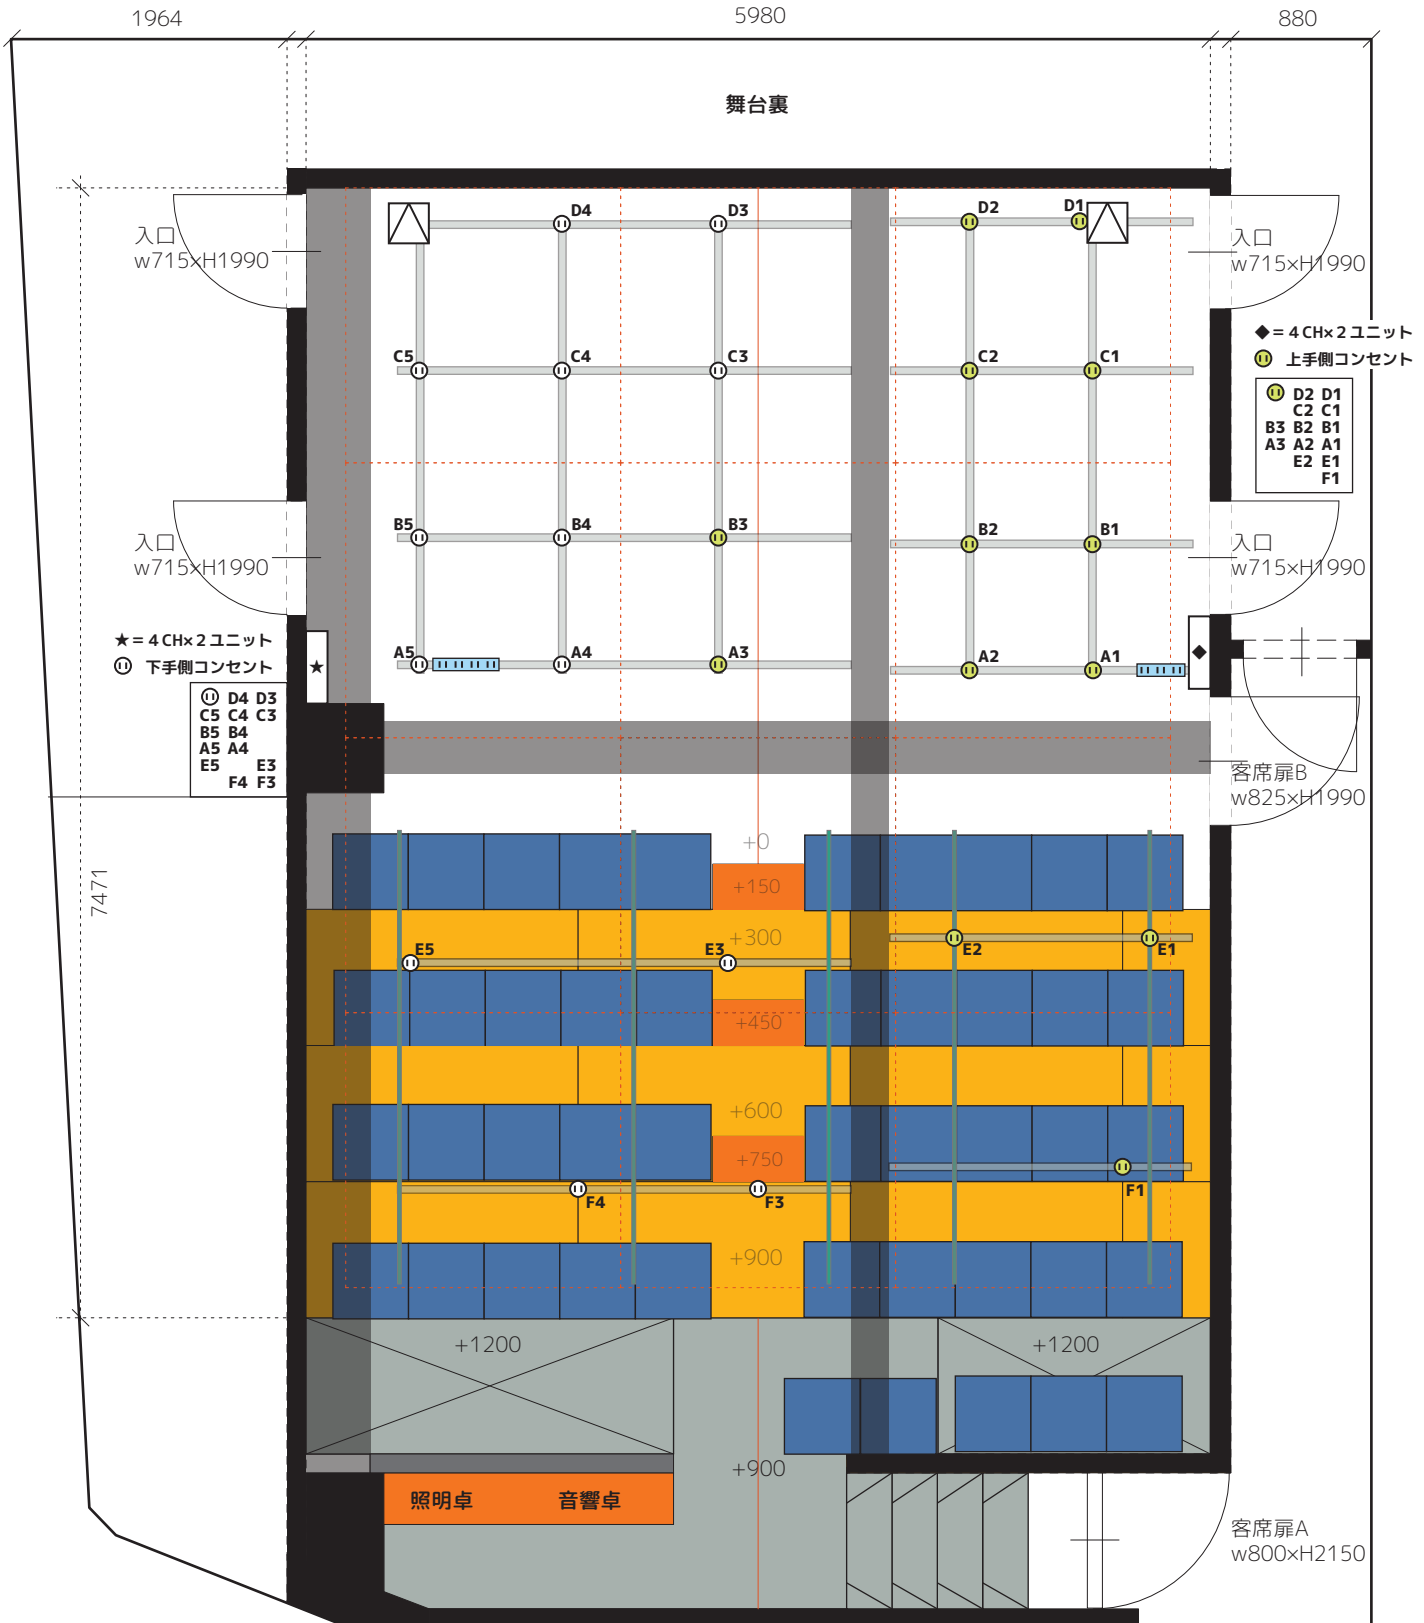 1964
5980
880
舞台裏
D4
D3
D2
D1
入口
w715×H1990
入口
w715×H1990
◆=4CH×2ユニット
上手側コンセント
C5
C4
C3
C2
C1
D2 D1
C2 C1
B3 B2 B1
A3 A2 A1
E2 E1
F1
B5
B4
B3
B2
B1
入口
w715×H1990
入口
w715×H1990
★=4CH×2ユニット
下手側コンセント
A5
A4
A3
A2
A1
★
◆
D4 D3
C5 C4 C3
B5 B4
A5 A4
E5 E3
F4 F3
客席扉B
w825×H1990
7471
+0
+150
+300
E5
E3
E2
E1
+450
+600
+750
F4
F3
F1
+900
+1200
+1200
+900
照明卓
音響卓
客席扉A
w800×H2150